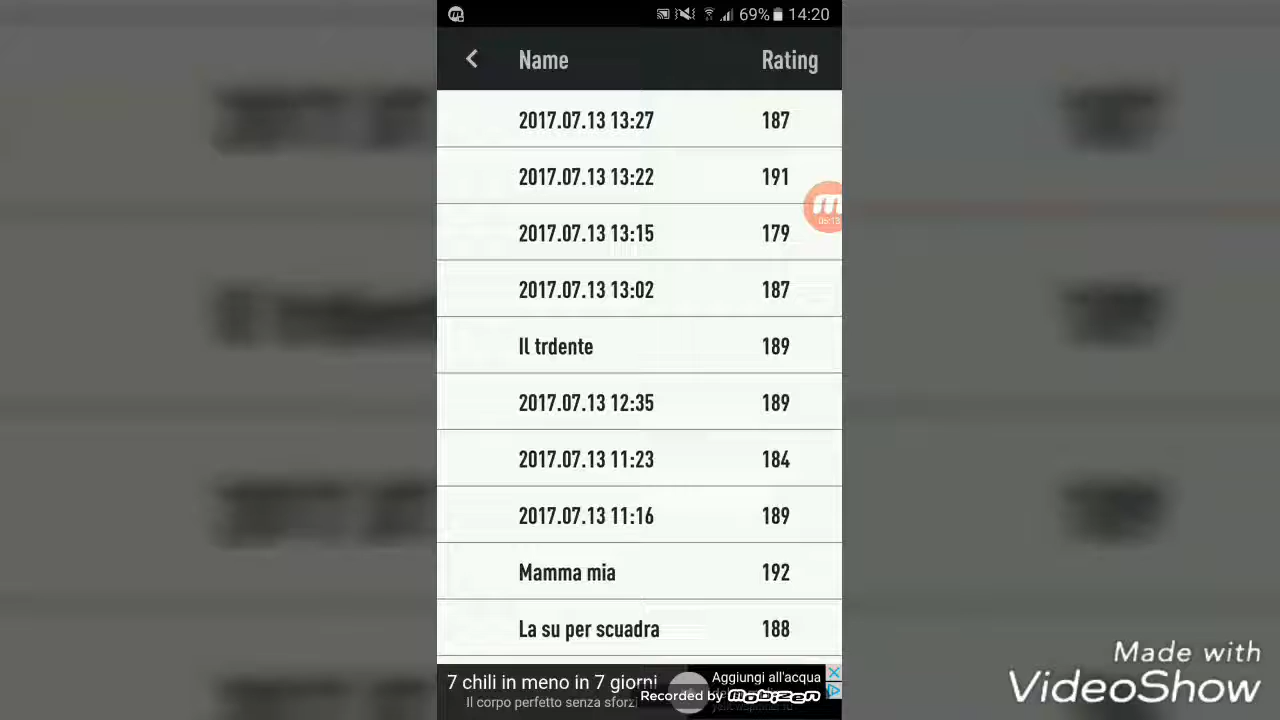 69% 14:20
Name Rating
2017.07.13 13:27 187
2017.07.13 13:22 191
2017.07.13 13:15 179
05:18
2017.07.13 13:02 187
Il trdente 189
2017.07.13 12:35 189
2017.07.13 11:23 184
2017.07.13 11:16 189
Mamma mia 192
La su per scuadra 188
7 chili in meno in 7 giorni
Il corpo perfetto senza sforzi
Aggiungi all'acqua
Recorded by mobizen
Made with
VideoShow